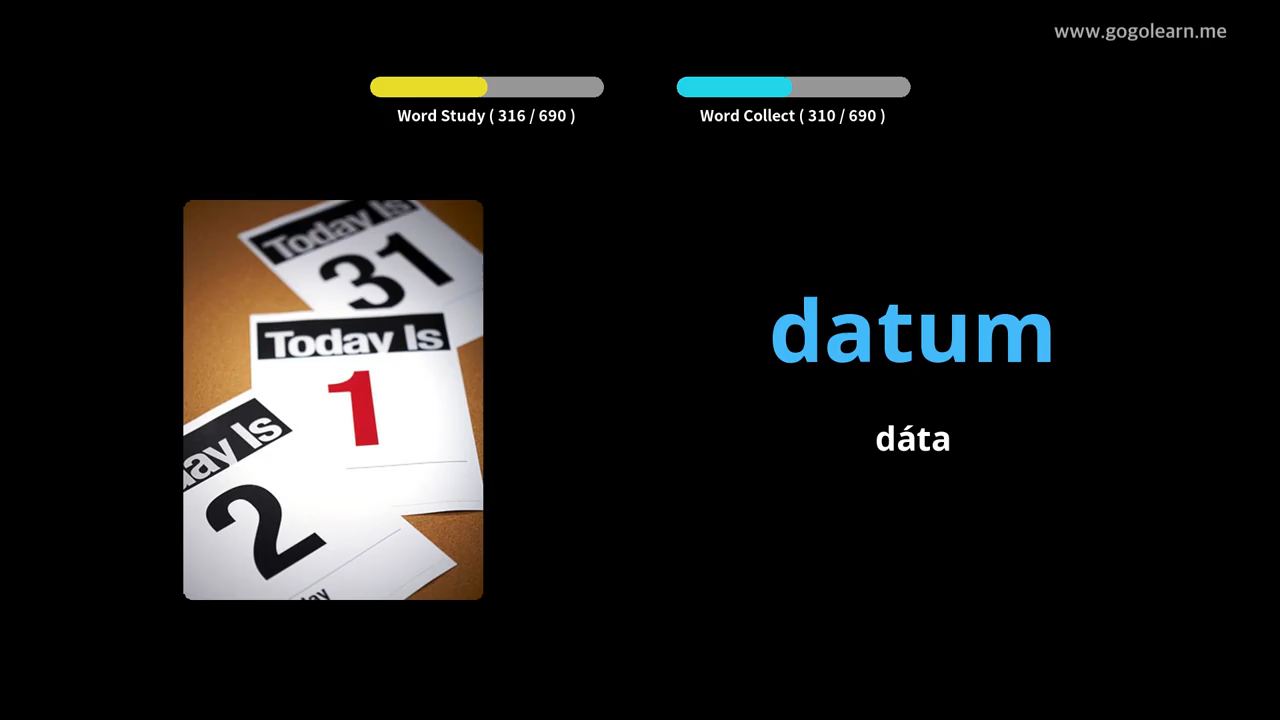 www.gogolearn.me
Word Study ( 316 / 690 )
Word Collect ( 310 / 690 )
Today Is
31
Today Is
1
ay Is
2
day
datum
dáta